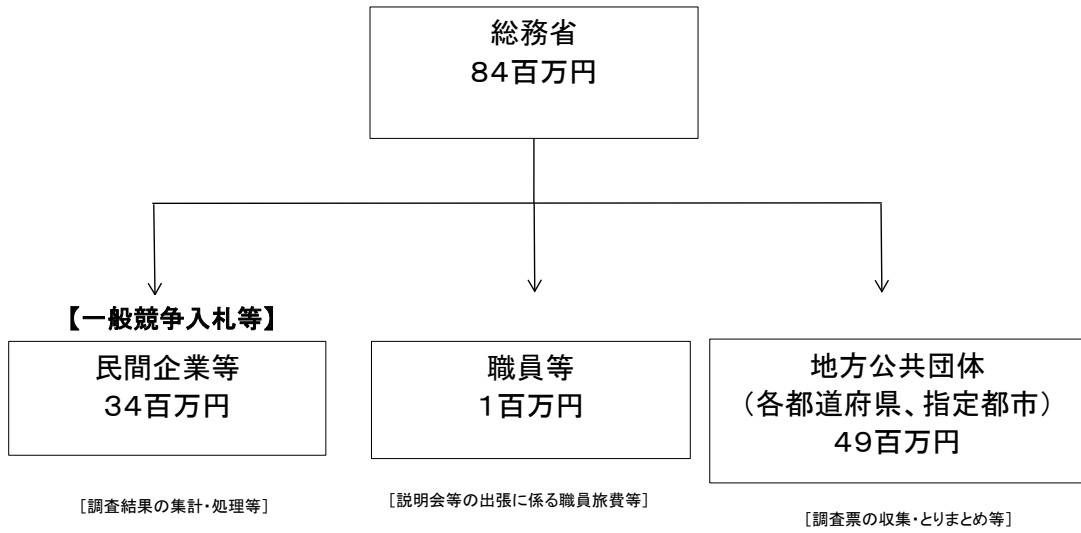 総務省
84百万円
【一般競争入札等】
民間企業等
34百万円
[調査結果の集計・処理等]
職員等
1百万円
[説明会等の出張に係る職員旅費等]
地方公共団体
（各都道府県、指定都市）
49百万円
[調査票の収集・とりまとめ等]